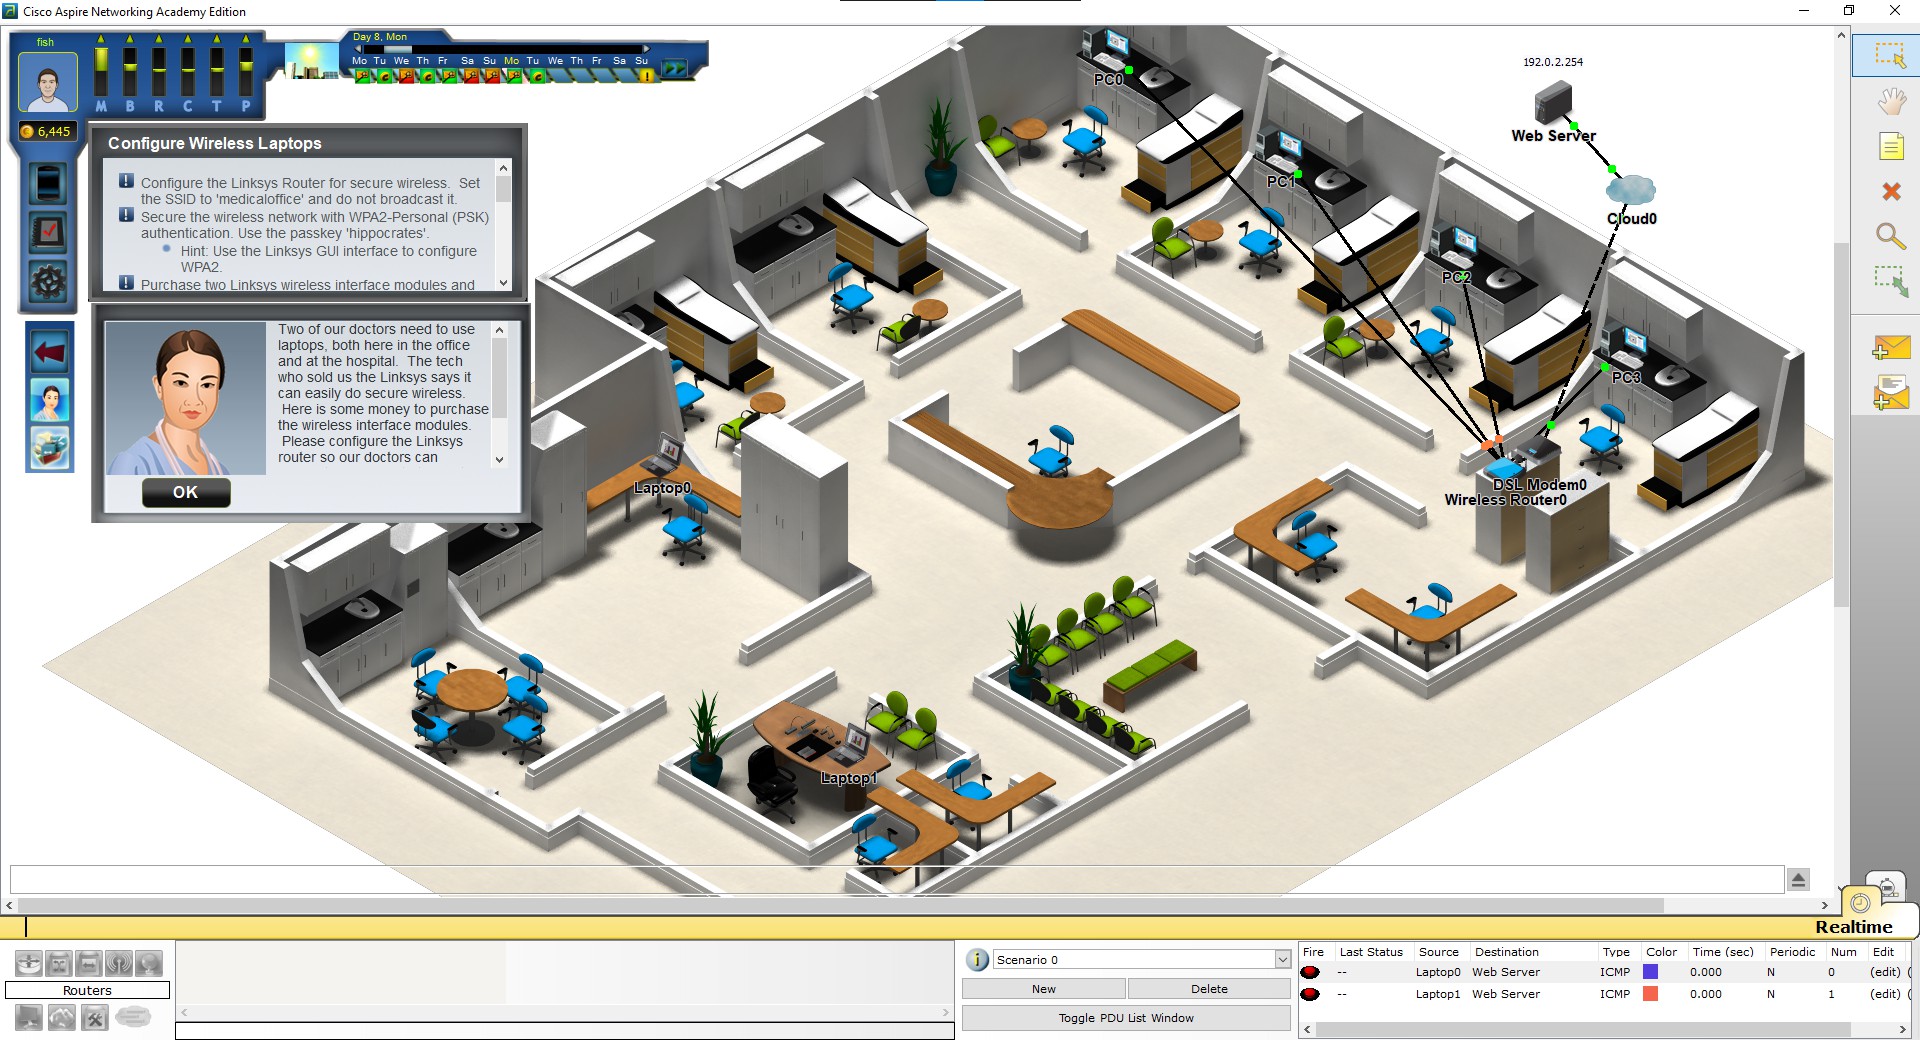 Cisco Aspire Networking Academy Edition
fish
M B R C T P
6,445
Day 8, Mon
Mo Tu We Th Fr Sa Su Mo Tu We Th Fr Sa Su
Configure Wireless Laptops
Configure the Linksys Router for secure wireless. Set
the SSID to 'medicaloffice' and do not broadcast it.
Secure the wireless network with WPA2-Personal (PSK)
authentication. Use the passkey 'hippocrates'.
Hint: Use the Linksys GUI interface to configure
WPA2.
Purchase two Linksys wireless interface modules and
Two of our doctors need to use
laptops, both here in the office
and at the hospital. The tech
who sold us the Linksys says it
can easily do secure wireless.
Here is some money to purchase
the wireless interface modules.
Please configure the Linksys
router so our doctors can
OK
PC0
PC1
PC2
PC3
192.0.2.254
Web Server
Cloud0
DSL Modem0
Wireless Router0
Laptop0
Laptop1
Realtime
Routers
Scenario 0
New Delete
Toggle PDU List Window
Fire Last Status Source Destination Type Color Time (sec) Periodic Num Edit
-- Laptop0 Web Server ICMP 0.000 N 0 (edit) (
-- Laptop1 Web Server ICMP 0.000 N 1 (edit) (